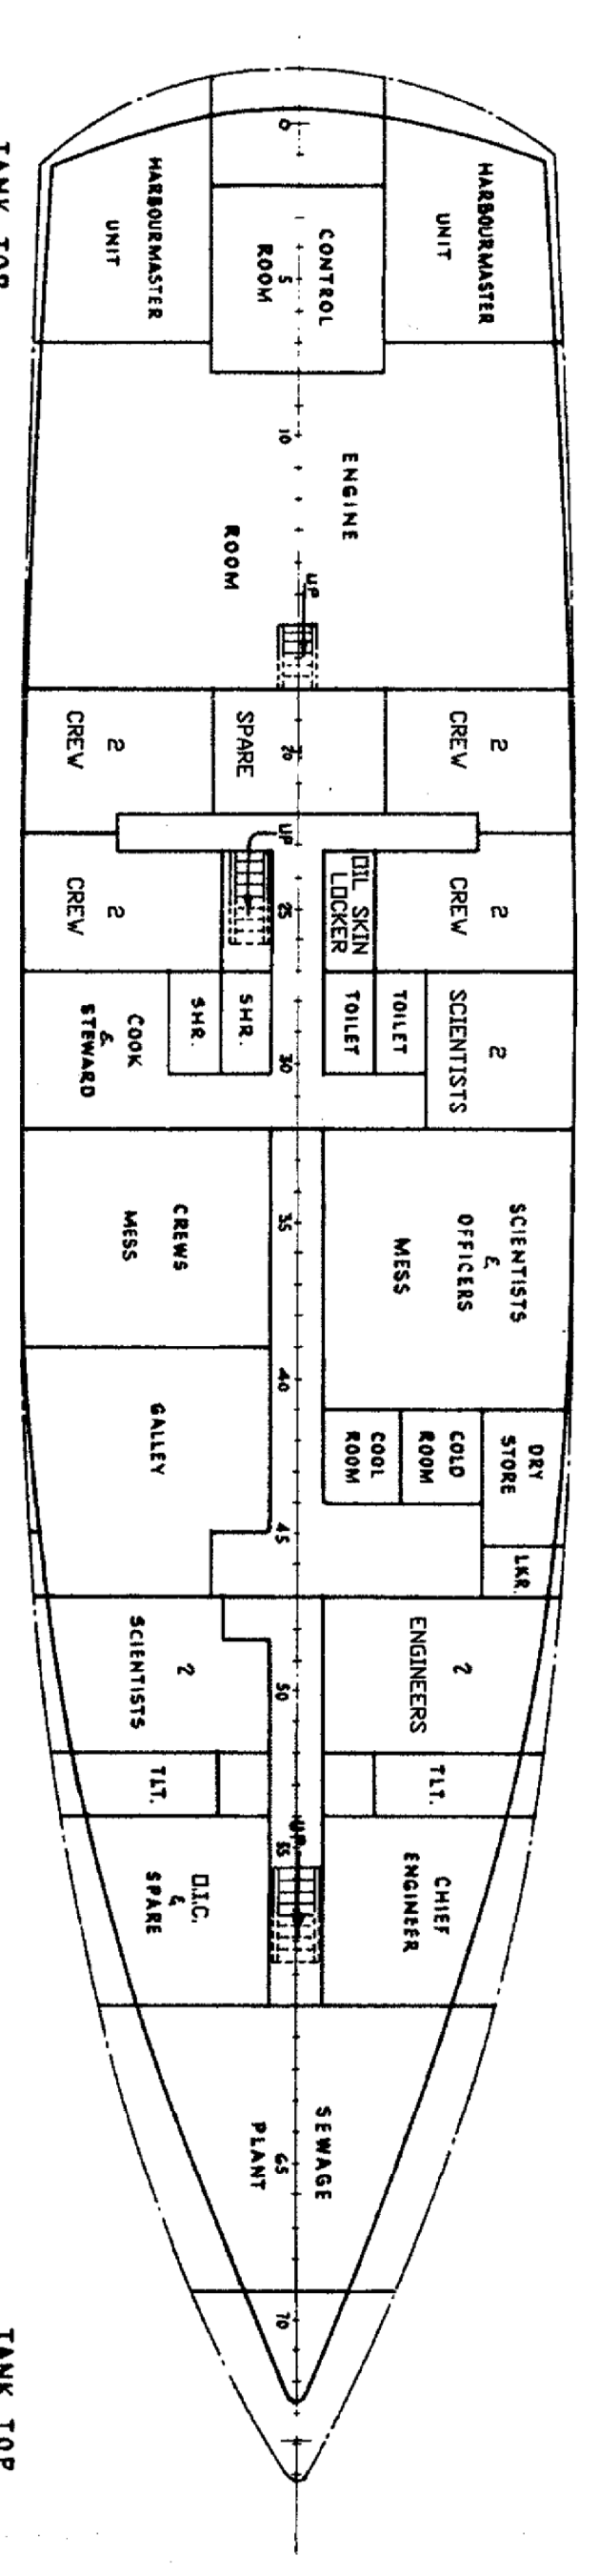 TANK TOP
HARBOURMASTER
UNIT
HARBOURMASTER
UNIT
CONTROL
ROOM
0
5
10
ENGINE
ROOM
UP
2
CREW
SPARE
20
2
CREW
UP
2
CREW
OIL SKIN
LOCKER
25
2
CREW
2
SCIENTISTS
TOILET
TOILET
SHR.
SHR.
COOK
&
STEWARD
30
SCIENTISTS
&
OFFICERS
MESS
35
CREWS
MESS
40
DRY
STORE
COLD
ROOM
COOL
ROOM
GALLEY
45
LKR.
2
ENGINEERS
50
2
SCIENTISTS
TLT.
TLT.
UP
55
CHIEF
ENGINEER
O.I.C.
&
SPARE
SEWAGE
65
PLANT
70
TANK TOP